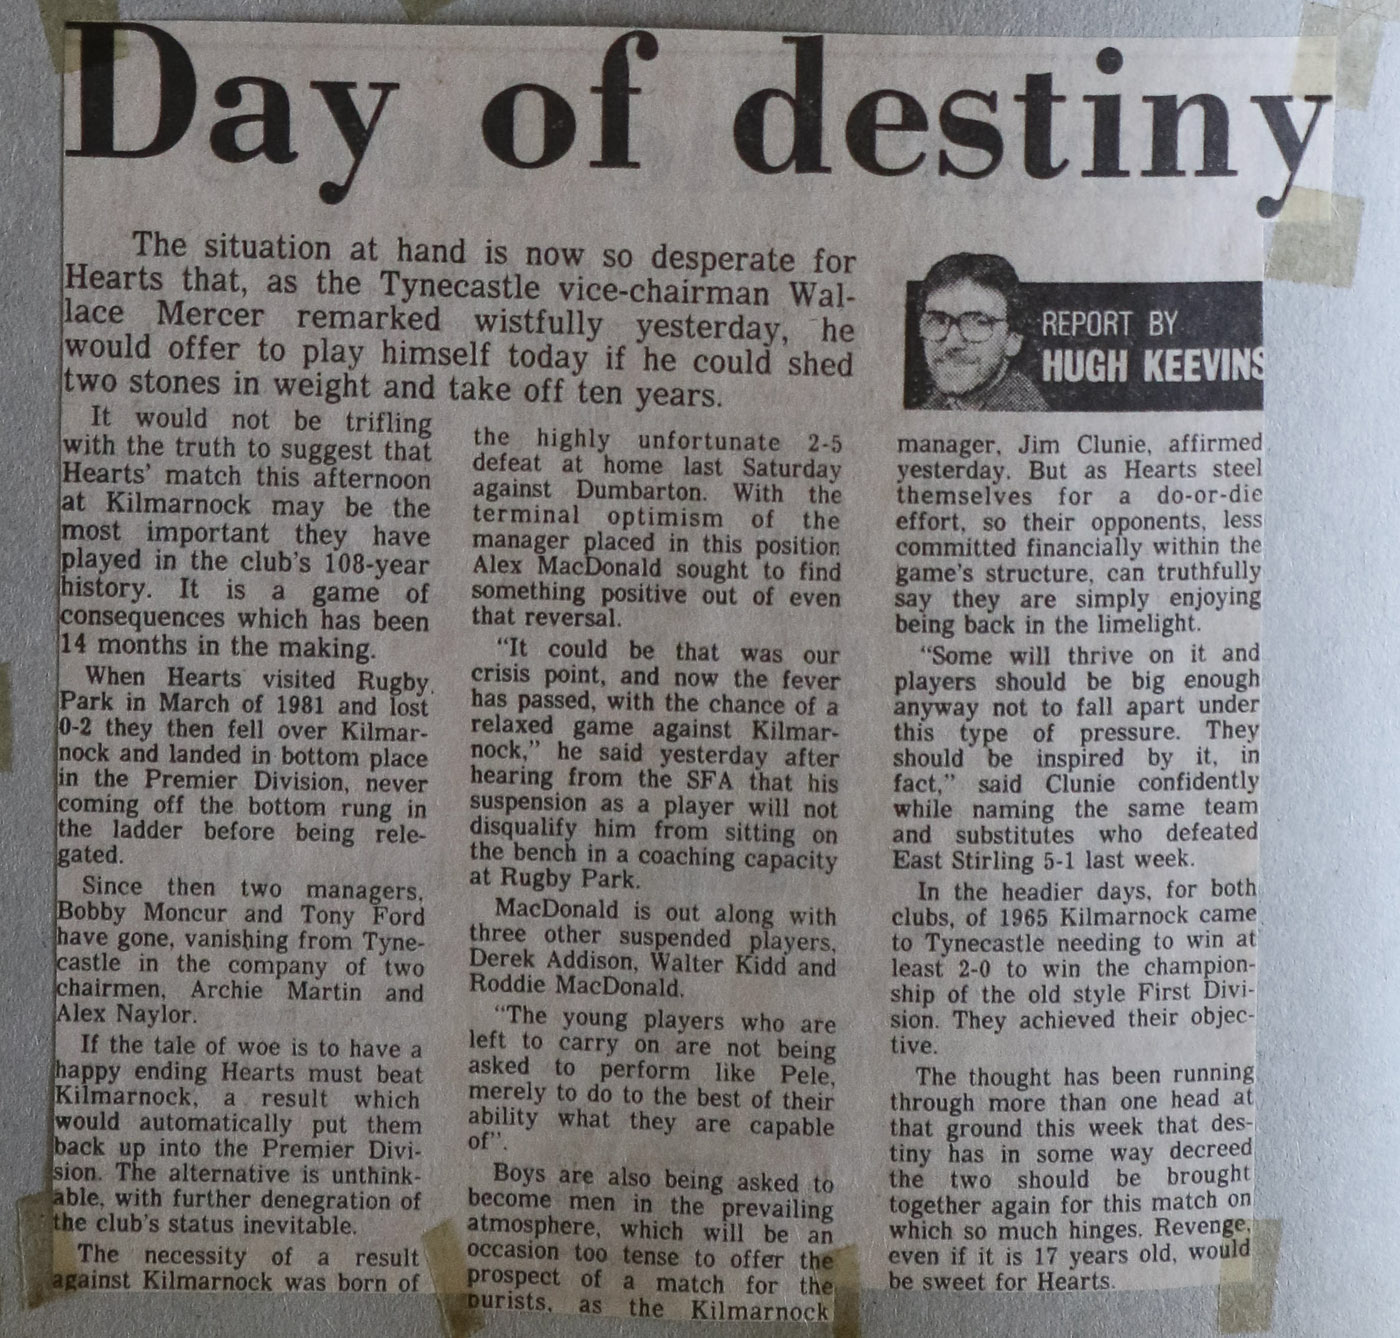 Day of destiny
The situation at hand is now so desperate for
Hearts that, as the Tynecastle vice-chairman Wal-
lace Mercer remarked wistfully yesterday, he
would offer to play himself today if he could shed
two stones in weight and take off ten years.
REPORT BY
HUGH KEEVINS
It would not be trifling
with the truth to suggest that
Hearts' match this afternoon
at Kilmarnock may be the
most important they have
played in the club's 108-year
history. It is a game of
consequences which has been
14 months in the making.
When Hearts visited Rugby
Park in March of 1981 and lost
0-2 they then fell over Kilmar-
nock and landed in bottom place
in the Premier Division, never
coming off the bottom rung in
the ladder before being rele-
gated.
Since then two managers,
Bobby Moncur and Tony Ford
have gone, vanishing from Tyne-
castle in the company of two
chairmen, Archie Martin and
Alex Naylor.
If the tale of woe is to have a
happy ending Hearts must beat
Kilmarnock, a result which
would automatically put them
back up into the Premier Divi-
sion. The alternative is unthink-
able, with further denegration of
the club's status inevitable.
The necessity of a result
against Kilmarnock was born of
the highly unfortunate 2-5
defeat at home last Saturday
against Dumbarton. With the
terminal optimism of the
manager placed in this position
Alex MacDonald sought to find
something positive out of even
that reversal.
"It could be that was our
crisis point, and now the fever
has passed, with the chance of a
relaxed game against Kilmar-
nock," he said yesterday after
hearing from the SFA that his
suspension as a player will not
disqualify him from sitting on
the bench in a coaching capacity
at Rugby Park.
MacDonald is out along with
three other suspended players,
Derek Addison, Walter Kidd and
Roddie MacDonald.
"The young players who are
left to carry on are not being
asked to perform like Pele,
merely to do to the best of their
ability what they are capable
of".
Boys are also being asked to
become men in the prevailing
atmosphere, which will be an
occasion too tense to offer the
prospect of a match for the
purists, as the Kilmarnock
manager, Jim Clunie, affirmed
yesterday. But as Hearts steel
themselves for a do-or-die
effort, so their opponents, less
committed financially within the
game's structure, can truthfully
say they are simply enjoying
being back in the limelight.
"Some will thrive on it and
players should be big enough
anyway not to fall apart under
this type of pressure. They
should be inspired by it, in
fact," said Clunie confidently
while naming the same team
and substitutes who defeated
East Stirling 5-1 last week.
In the headier days, for both
clubs, of 1965 Kilmarnock came
to Tynecastle needing to win at
least 2-0 to win the champion-
ship of the old style First Divi-
sion. They achieved their objec-
tive.
The thought has been running
through more than one head at
that ground this week that des-
tiny has in some way decreed
the two should be brought
together again for this match on
which so much hinges. Revenge,
even if it is 17 years old, would
be sweet for Hearts.